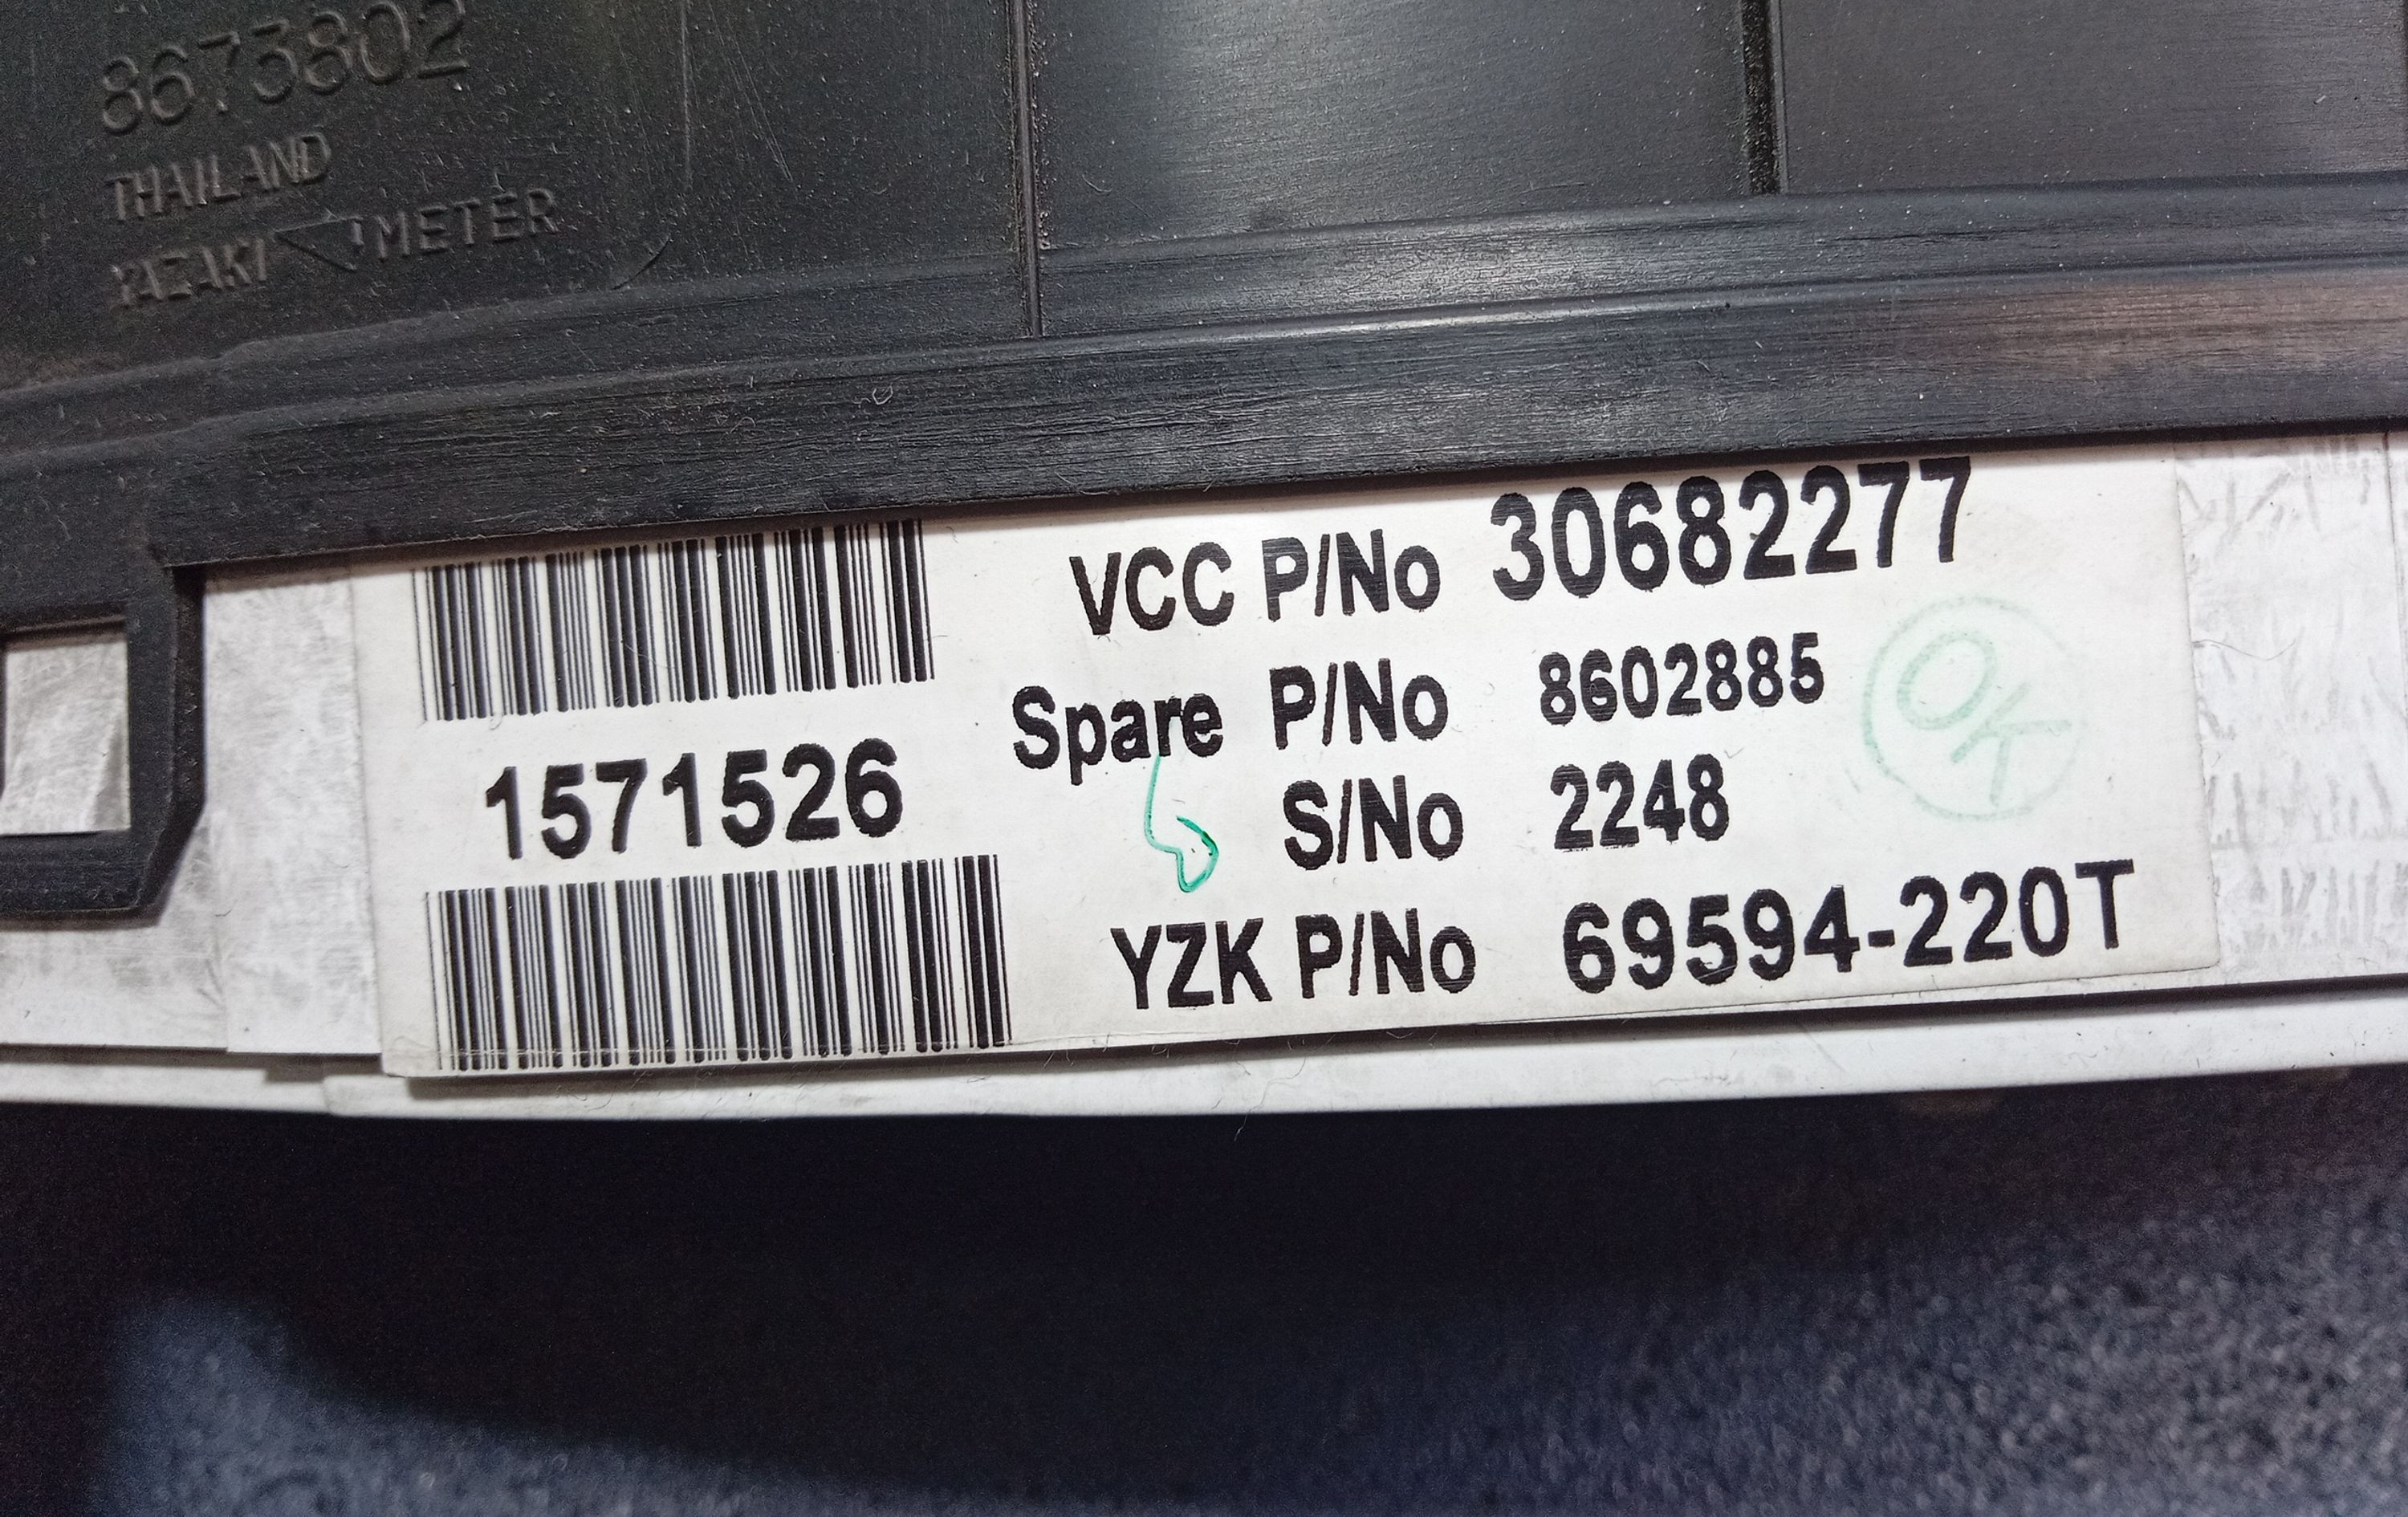 8673802
THAILAND
YAZAKI METER
VCC P/No 30682277
Spare P/No 8602885
1571526
S/No 2248
YZK P/No 69594-220T
OK